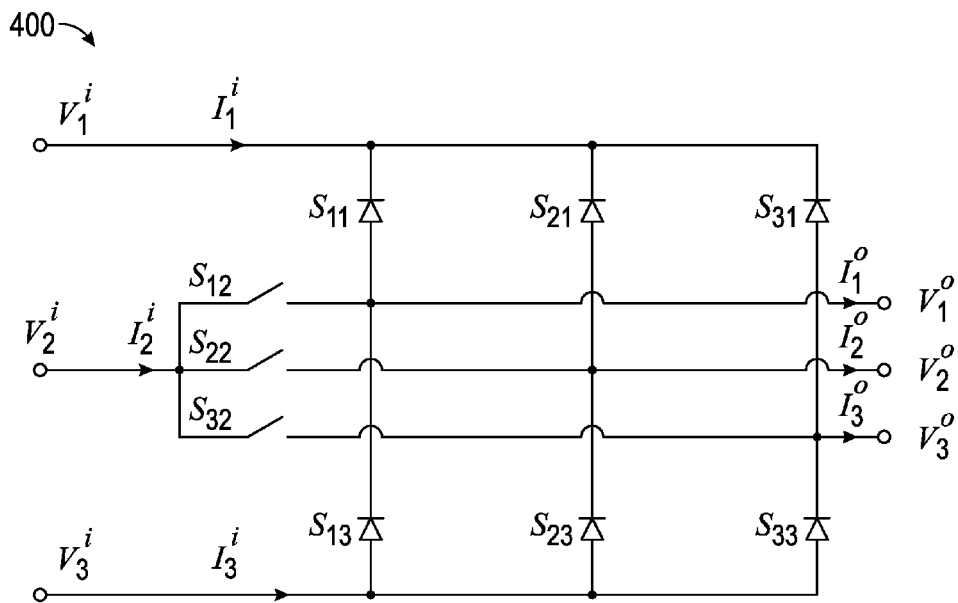 400
V₁ⁱ I₁ⁱ
S₁₁ S₂₁ S₃₁
S₁₂ I₁ᵒ V₁ᵒ
V₂ⁱ I₂ⁱ S₂₂ I₂ᵒ V₂ᵒ
S₃₂ I₃ᵒ V₃ᵒ
S₁₃ S₂₃ S₃₃
V₃ⁱ I₃ⁱ